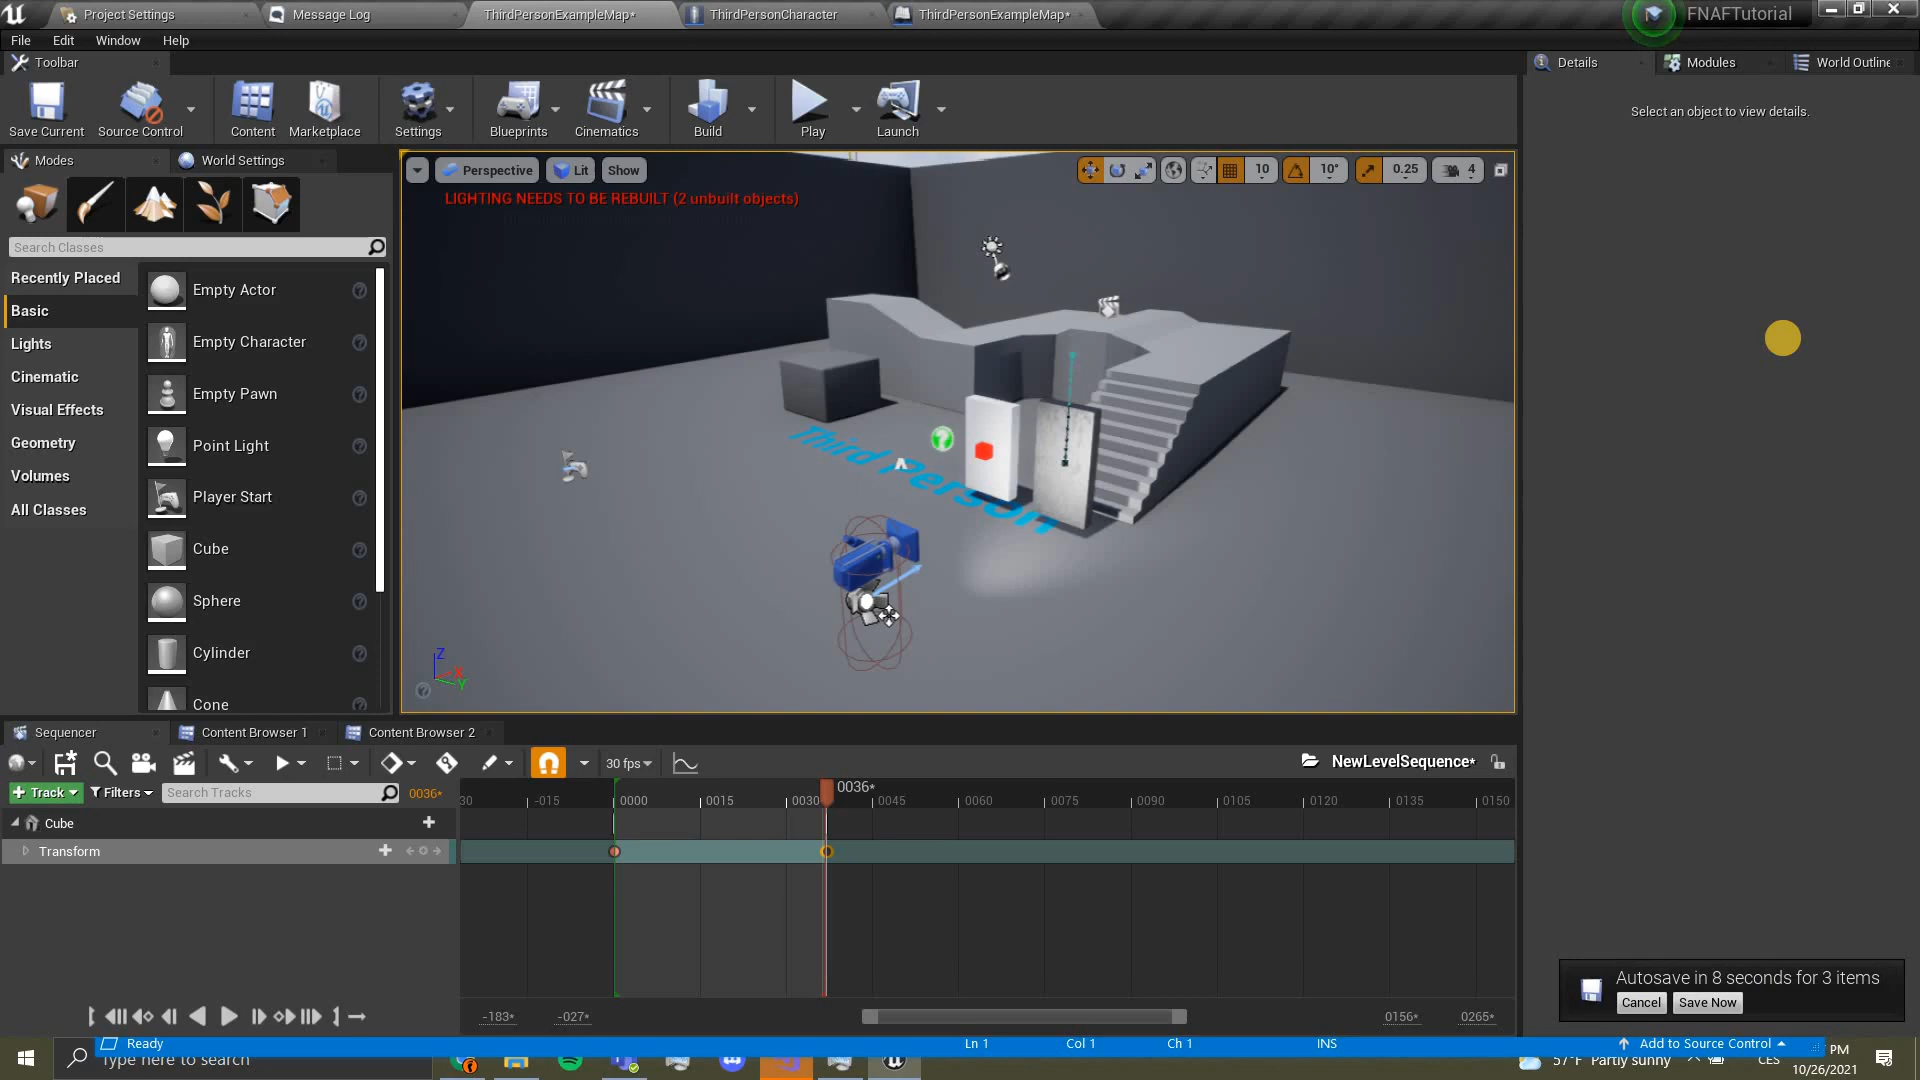 Project Settings
Message Log
ThirdPersonExampleMap*
ThirdPersonCharacter
ThirdPersonExampleMap*
FNAFTutorial
File
Edit
Window
Help
Toolbar
Details
Modules
World Outline
Save Current
Source Control
Content
Marketplace
Settings
Blueprints
Cinematics
Build
Play
Launch
Select an object to view details.
Modes
World Settings
Perspective
Lit
Show
10
10°
0.25
4
LIGHTING NEEDS TO BE REBUILT (2 unbuilt objects)
Search Classes
Recently Placed
Basic
Lights
Cinematic
Visual Effects
Geometry
Volumes
All Classes
Empty Actor
Empty Character
Empty Pawn
Point Light
Player Start
Cube
Sphere
Cylinder
Cone
Third Person
Z
X
Y
Sequencer
Content Browser 1
Content Browser 2
30 fps
NewLevelSequence*
Track
Filters
Search Tracks
0036*
30
-015
0000
0015
0030
0036*
0045
0060
0075
0090
0105
0120
0135
0150
Cube
Transform
-183*
-027*
0156*
0265*
Autosave in 8 seconds for 3 items
Cancel
Save Now
Ready
Ln 1
Col 1
Ch 1
INS
Add to Source Control
Type here to search
57°F Partly sunny
CES
PM
10/26/2021